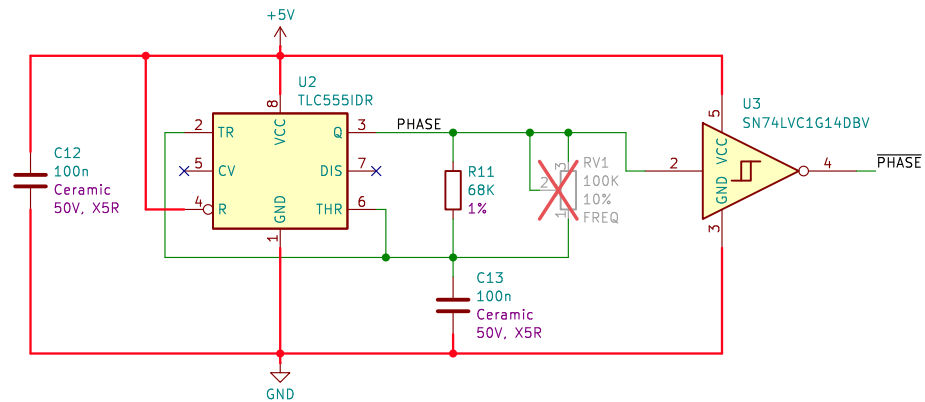 +5V
U2
TLC555IDR
8
VCC
2
TR
Q
3
PHASE
5
CV
DIS
7
4
R
GND
THR
6
1
C12
100n
Ceramic
50V, X5R
R11
68K
1%
RV1
100K
10%
FREQ
3
2
1
C13
100n
Ceramic
50V, X5R
U3
SN74LVC1G14DBV
5
VCC
2
GND
3
4
PHASE
GND